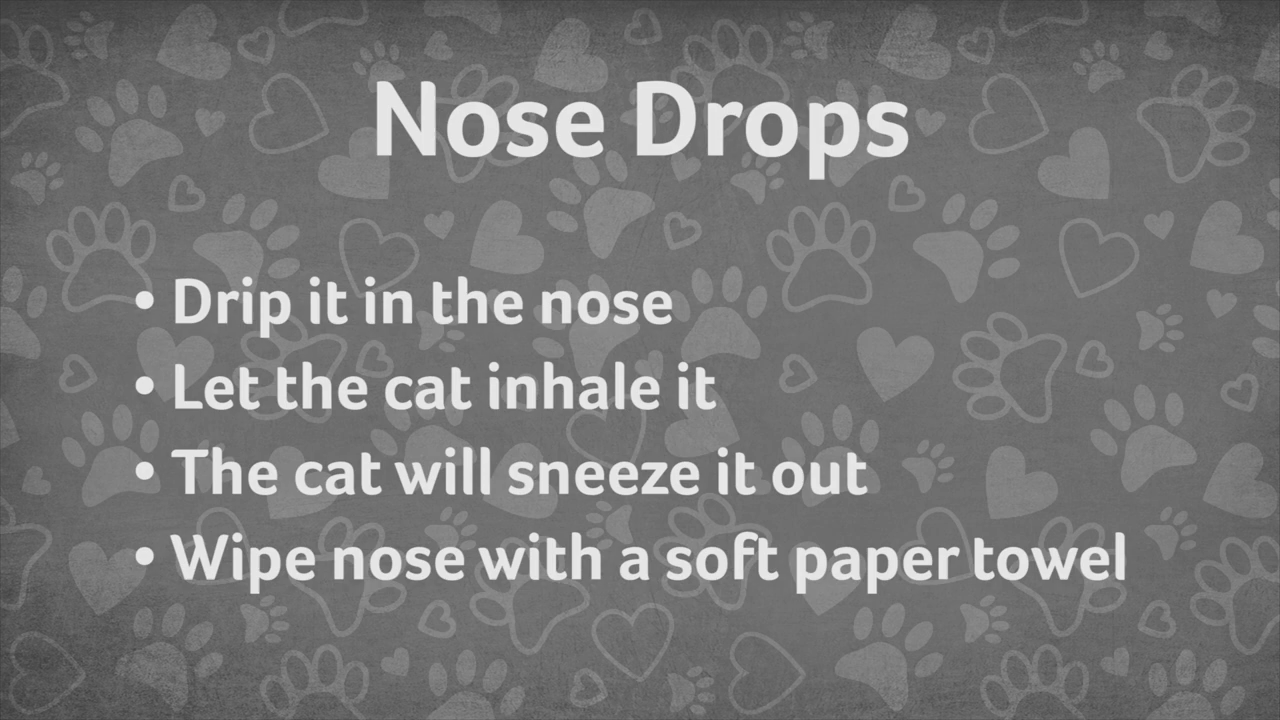 Nose Drops
• Drip it in the nose
• Let the cat inhale it
• The cat will sneeze it out
• Wipe nose with a soft paper towel